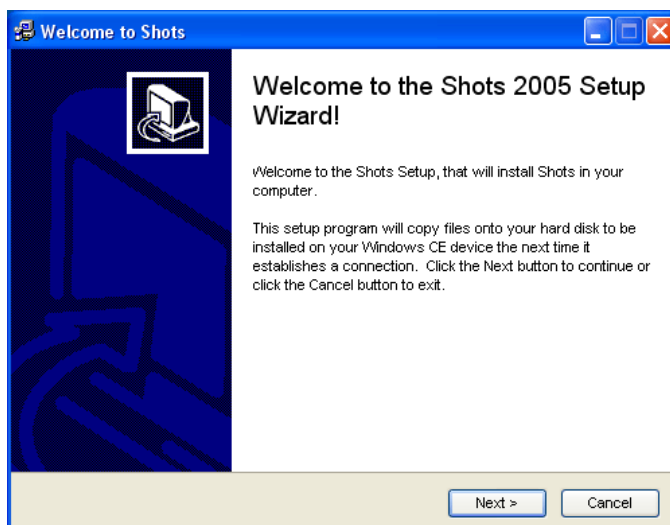 Welcome to Shots
Welcome to the Shots 2005 Setup
Wizard!
Welcome to the Shots Setup, that will install Shots in your
computer.
This setup program will copy files onto your hard disk to be
installed on your Windows CE device the next time it
establishes a connection.  Click the Next button to continue or
click the Cancel button to exit.
Next >
Cancel